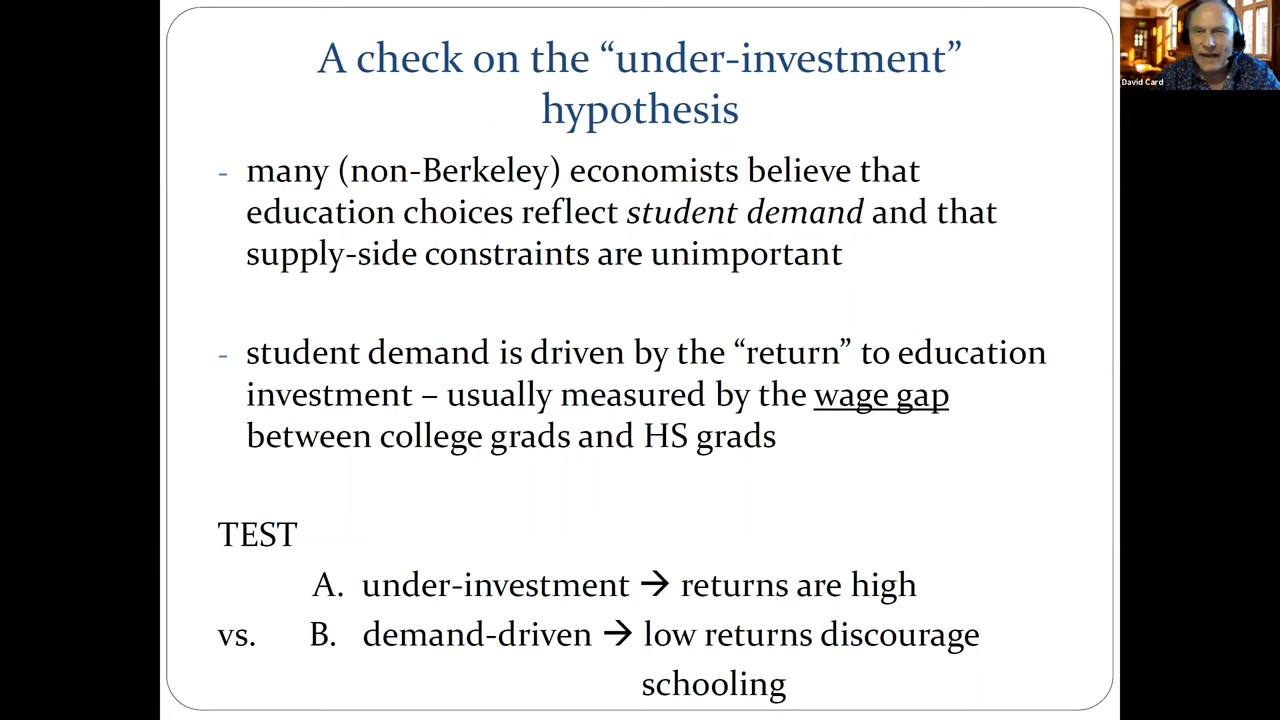 A check on the “under-investment”
hypothesis
- many (non-Berkeley) economists believe that
education choices reflect student demand and that
supply-side constraints are unimportant
- student demand is driven by the “return” to education
investment – usually measured by the wage gap
between college grads and HS grads
TEST
A. under-investment → returns are high
vs. B. demand-driven → low returns discourage
schooling
David Card